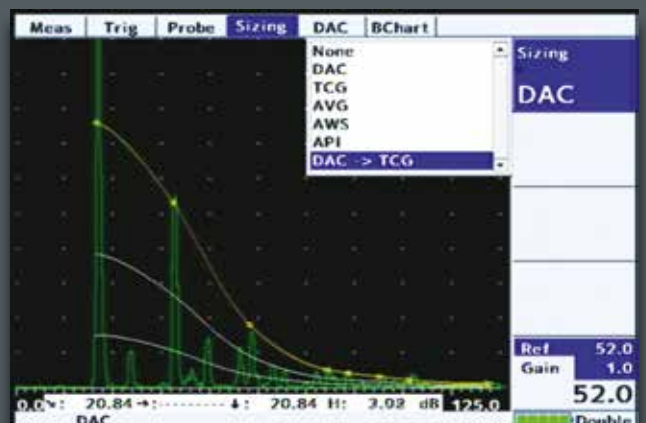 Meas Trig Probe Sizing DAC BChart
None
DAC
TCG
AVG
AWS
API
DAC -> TCG
Sizing
DAC
Ref 52.0
Gain 1.0
52.0
0.0 : 20.84 →:--------- ↓: 20.84 H: 3.02 dB 125.0
DAC
Double